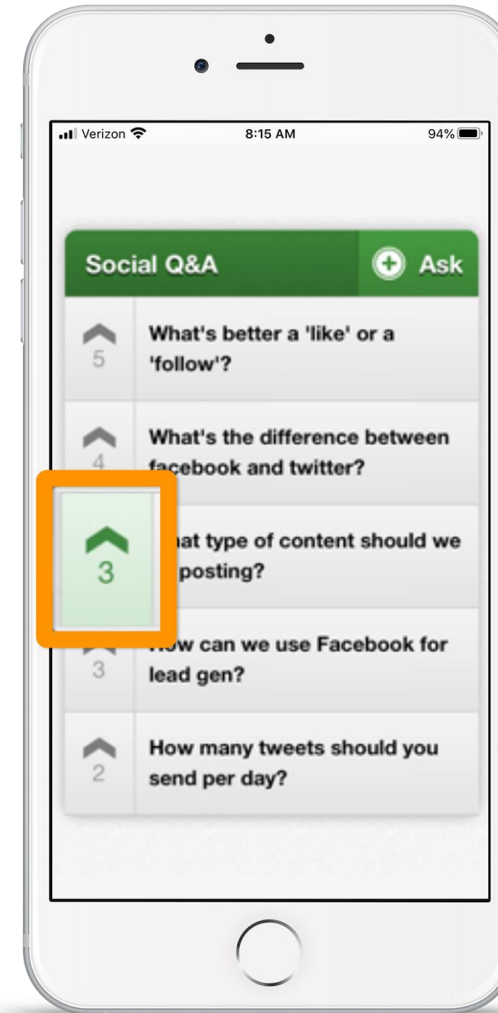 Verizon 8:15 AM 94%
Social Q&A Ask
5 What's better a 'like' or a
'follow'?
4 What's the difference between
facebook and twitter?
3 type of content should we
posting?
3 can we use Facebook for
lead gen?
2 How many tweets should you
send per day?